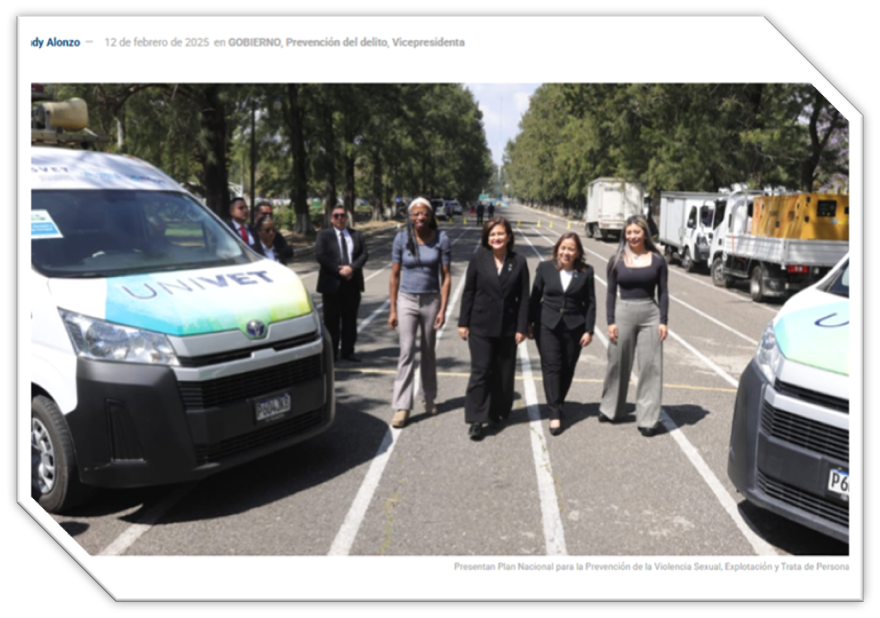 ndy Alonzo — 12 de febrero de 2025 en GOBIERNO, Prevención del delito, Vicepresidenta
UNIVET
Presentan Plan Nacional para la Prevención de la Violencia Sexual, Explotación y Trata de Persona